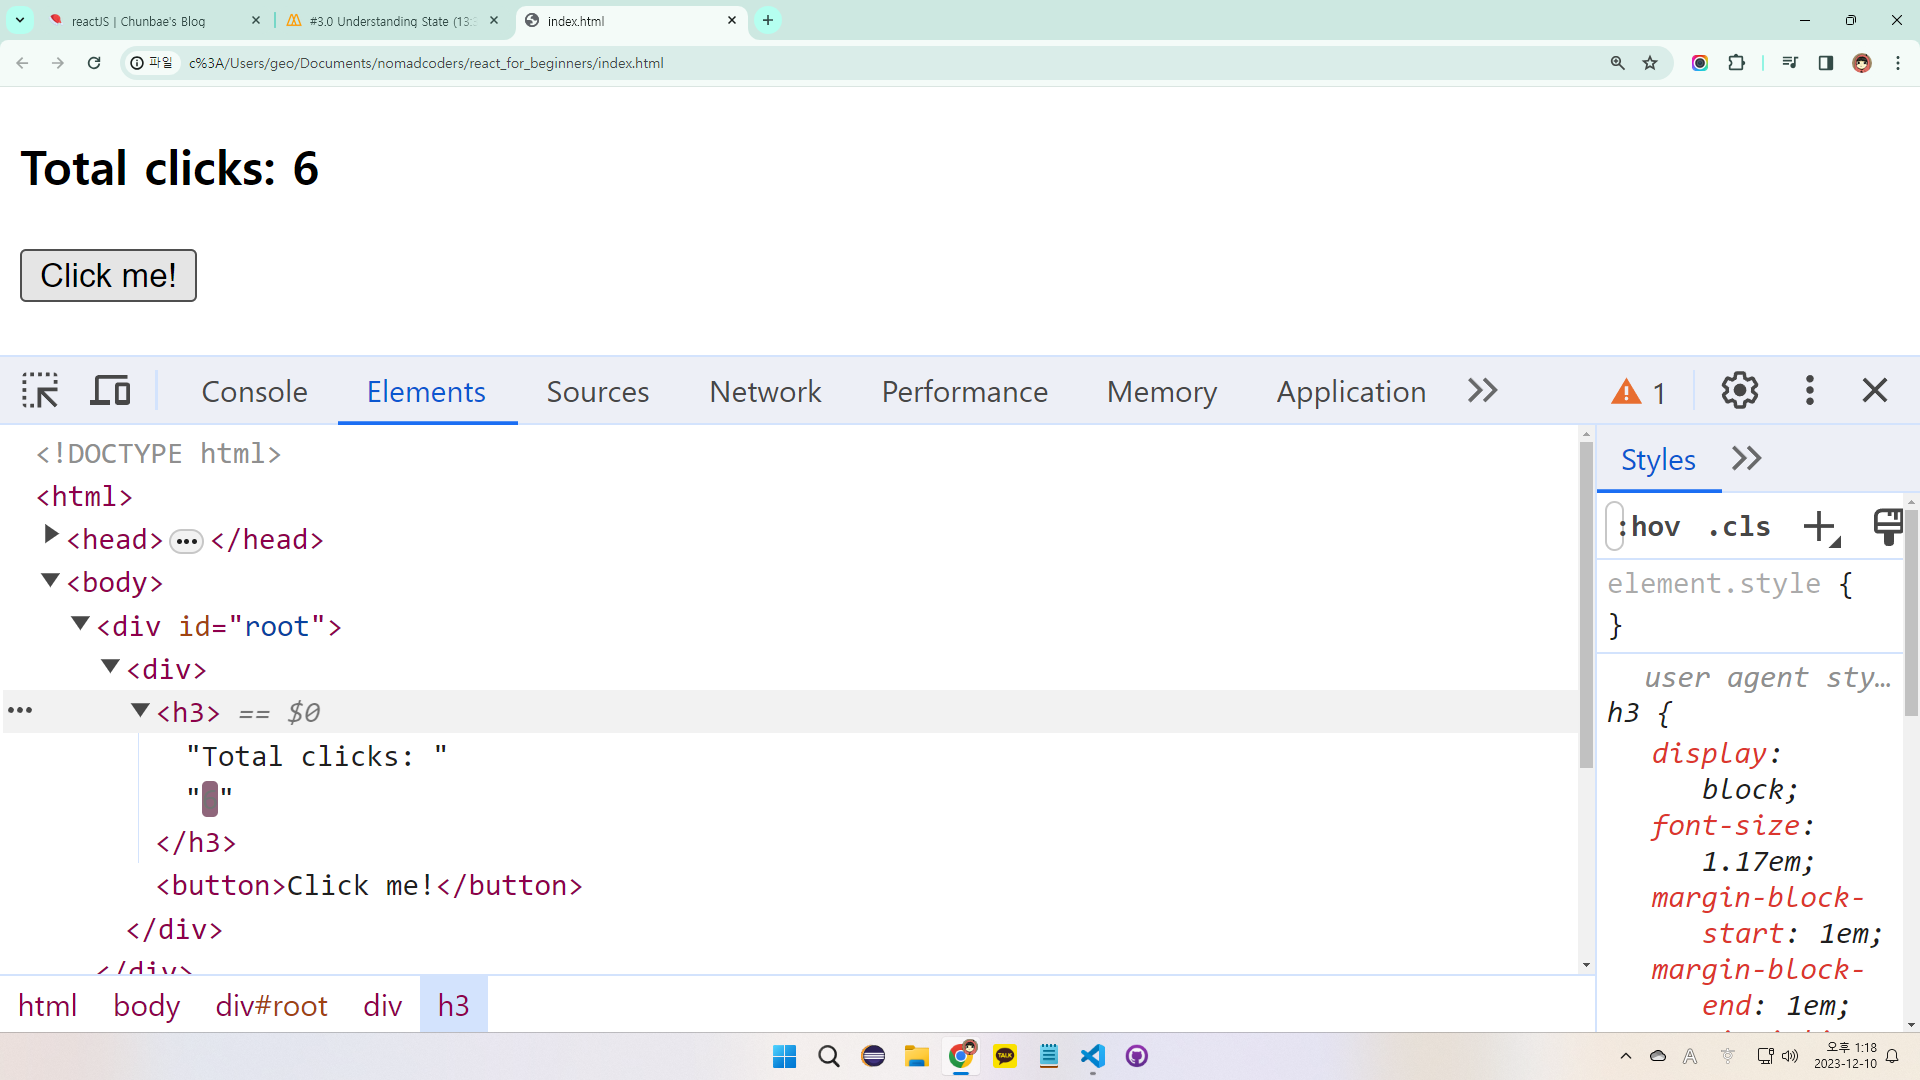 reactJS | Chunbae's Blog
#3.0 Understanding State (13:
index.html
파일
c%3A/Users/geo/Documents/nomadcoders/react_for_beginners/index.html
Total clicks: 6
Click me!
Console
Elements
Sources
Network
Performance
Memory
Application
1
<!DOCTYPE html>
<html>
<head>
</head>
<body>
<div id="root">
<div>
<h3> == $0
"Total clicks: "
" "
</h3>
<button>Click me!</button>
</div>
</div>
html
body
div#root
div
h3
Styles
:hov
.cls
element.style {
}
user agent sty…
h3 {
display:
block;
font-size:
1.17em;
margin-block-
start: 1em;
margin-block-
end: 1em;
TALK
오후 1:18
2023-12-10